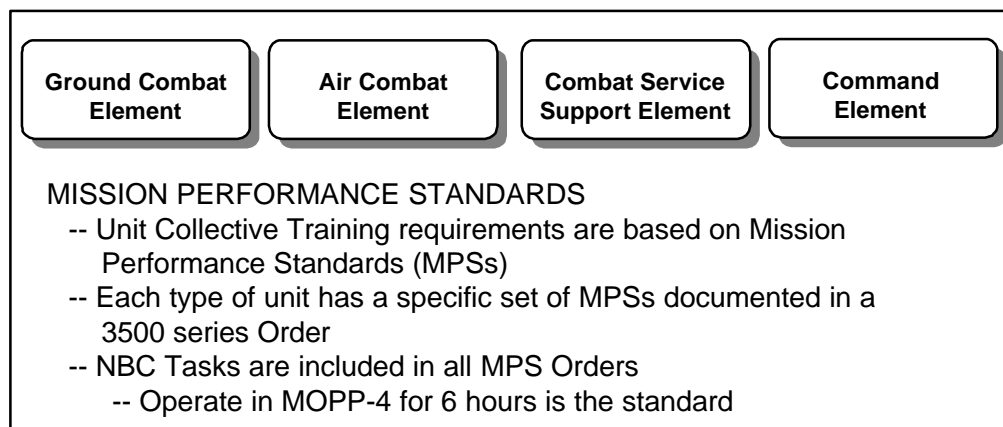 Ground Combat
Element
Air Combat
Element
Combat Service
Support Element
Command
Element
MISSION PERFORMANCE STANDARDS
-- Unit Collective Training requirements are based on Mission
Performance Standards (MPSs)
-- Each type of unit has a specific set of MPSs documented in a
3500 series Order
-- NBC Tasks are included in all MPS Orders
-- Operate in MOPP-4 for 6 hours is the standard